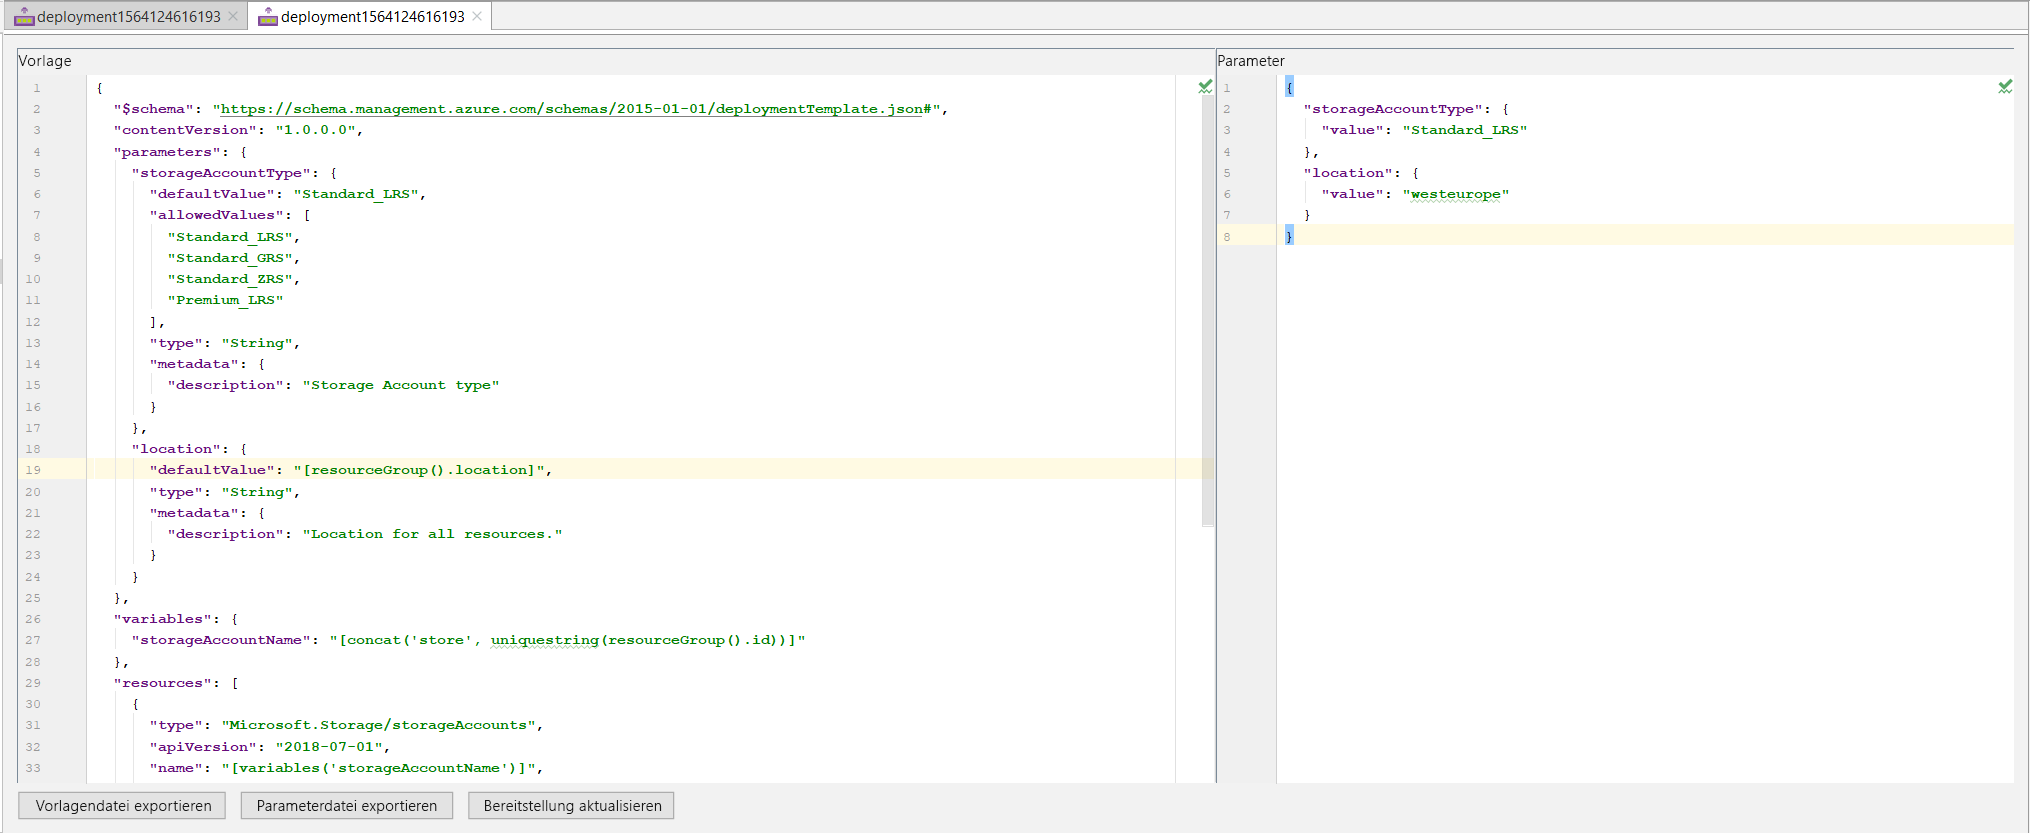 deployment1564124616193 deployment1564124616193
Vorlage
1 {
2 "$schema": "https://schema.management.azure.com/schemas/2015-01-01/deploymentTemplate.json#",
3 "contentVersion": "1.0.0.0",
4 "parameters": {
5 "storageAccountType": {
6 "defaultValue": "Standard_LRS",
7 "allowedValues": [
8 "Standard_LRS",
9 "Standard_GRS",
10 "Standard_ZRS",
11 "Premium_LRS"
12 ],
13 "type": "String",
14 "metadata": {
15 "description": "Storage Account type"
16 }
17 },
18 "location": {
19 "defaultValue": "[resourceGroup().location]",
20 "type": "String",
21 "metadata": {
22 "description": "Location for all resources."
23 }
24 }
25 },
26 "variables": {
27 "storageAccountName": "[concat('store', uniquestring(resourceGroup().id))]"
28 },
29 "resources": [
30 {
31 "type": "Microsoft.Storage/storageAccounts",
32 "apiVersion": "2018-07-01",
33 "name": "[variables('storageAccountName')]",
Parameter
1 {
2 "storageAccountType": {
3 "value": "Standard_LRS"
4 },
5 "location": {
6 "value": "westeurope"
7 }
8 }
Vorlagendatei exportieren Parameterdatei exportieren Bereitstellung aktualisieren